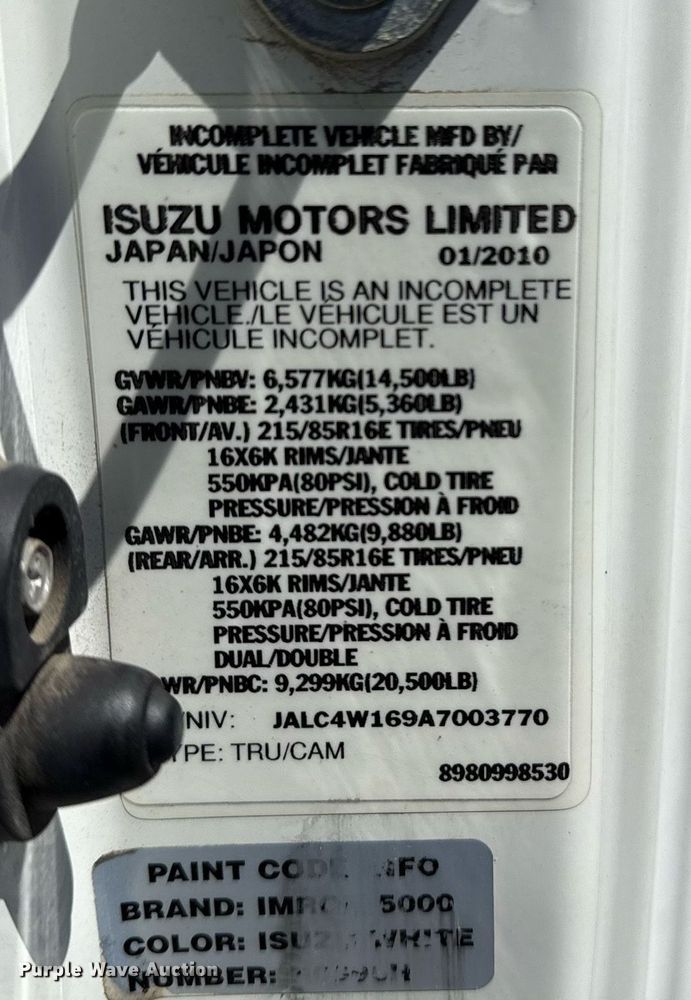 INCOMPLETE VEHICLE MFD BY/
VÉHICULE INCOMPLET FABRIQUÉ PAR
ISUZU MOTORS LIMITED
JAPAN/JAPON 01/2010
THIS VEHICLE IS AN INCOMPLETE
VEHICLE./LE VÉHICULE EST UN
VÉHICULE INCOMPLET.
GVWR/PNBV: 6,577KG(14,500LB)
GAWR/PNBE: 2,431KG(5,360LB)
(FRONT/AV.) 215/85R16E TIRES/PNEU
16X6K RIMS/JANTE
550KPA(80PSI), COLD TIRE
PRESSURE/PRESSION À FROID
GAWR/PNBE: 4,482KG(9,880LB)
(REAR/ARR.) 215/85R16E TIRES/PNEU
16X6K RIMS/JANTE
550KPA(80PSI), COLD TIRE
PRESSURE/PRESSION À FROID
DUAL/DOUBLE
WR/PNBC: 9,299KG(20,500LB)
/NIV: JALC4W169A7003770
YPE: TRU/CAM
8980998530
PAINT CODE INFO
BRAND: 5000
COLOR: ISUZU WHITE
NUMBER:
Purple Wave Auction